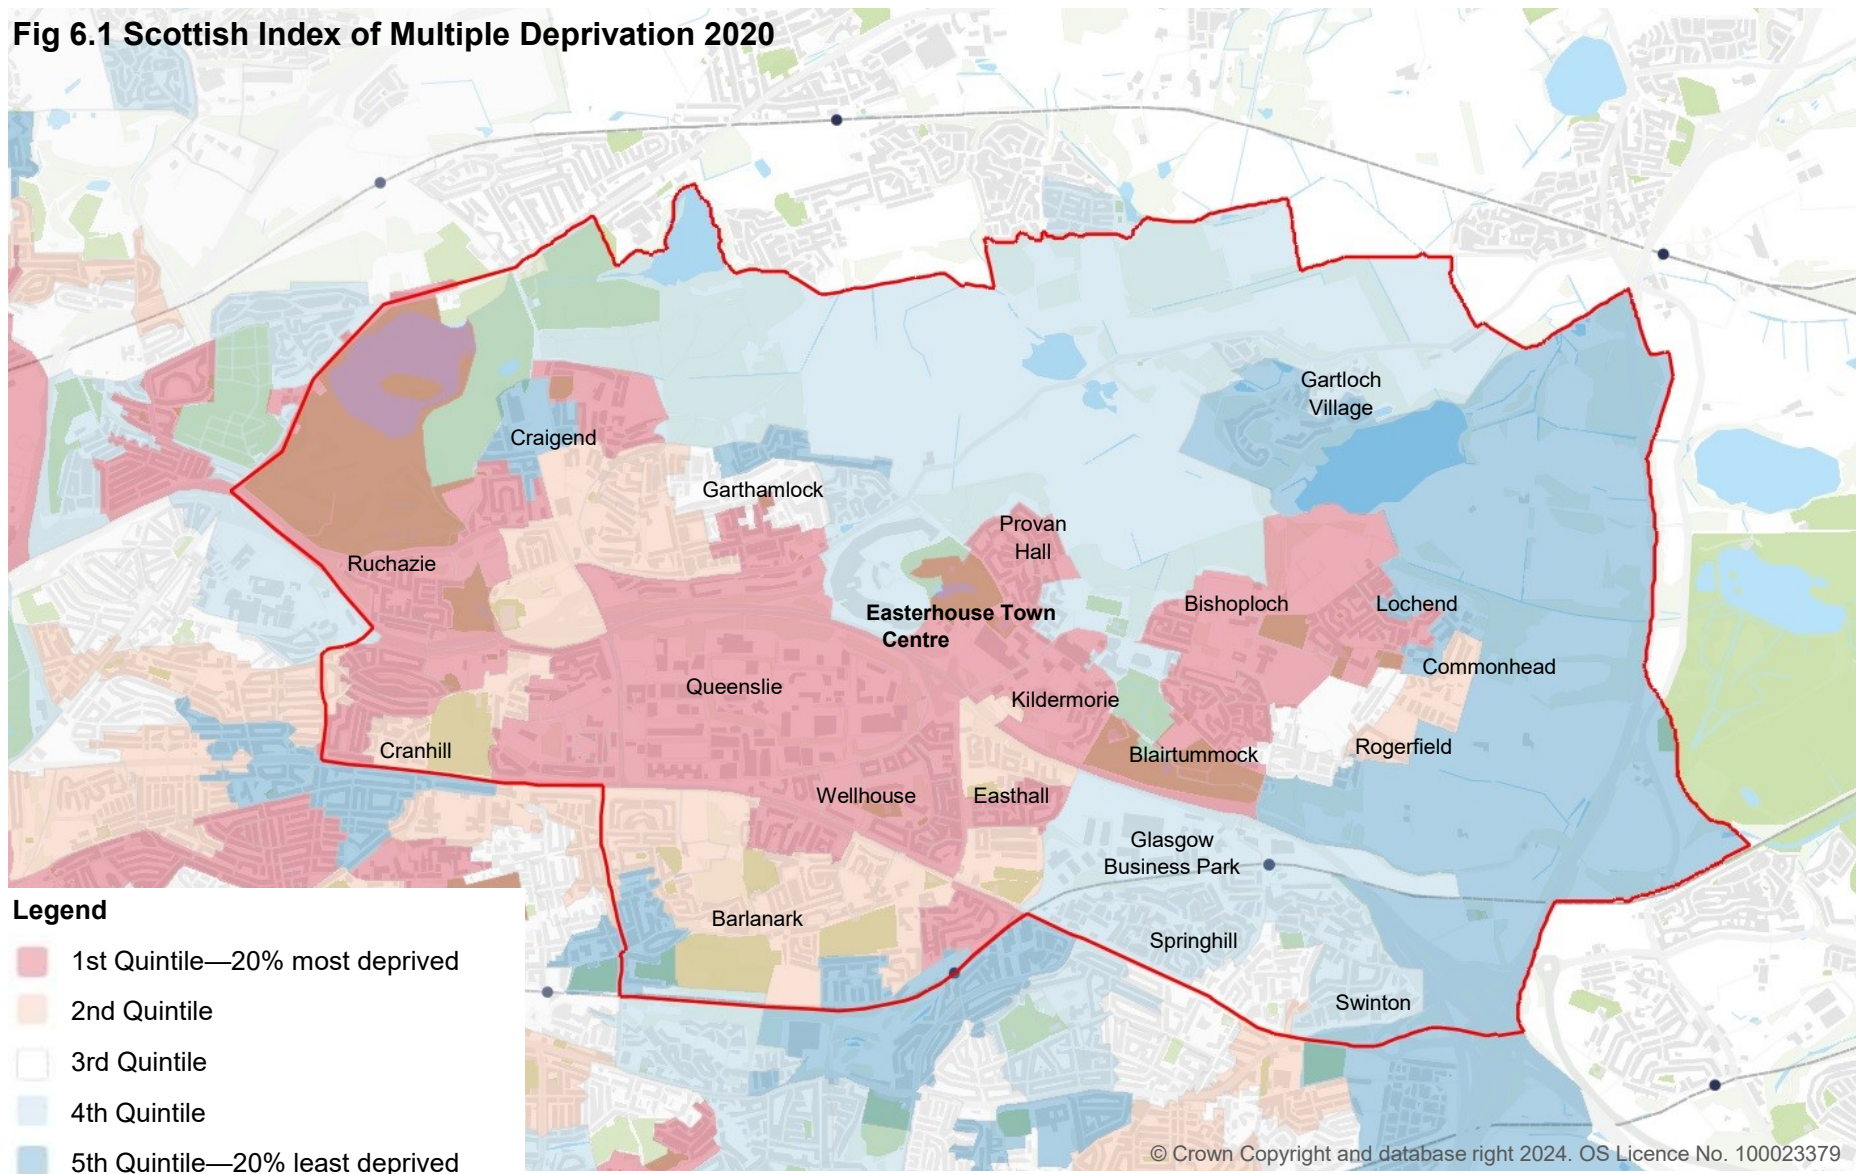 Fig 6.1 Scottish Index of Multiple Deprivation 2020
Gartloch
Village
Craigend
Garthamlock
Provan
Hall
Ruchazie
Bishoploch
Lochend
Easterhouse Town
Centre
Commonhead
Queenslie
Kildermorie
Cranhill
Blairtummock
Rogerfield
Wellhouse
Easthall
Glasgow
Business Park
Barlanark
Springhill
Swinton
Legend
1st Quintile—20% most deprived
2nd Quintile
3rd Quintile
4th Quintile
5th Quintile—20% least deprived
© Crown Copyright and database right 2024. OS Licence No. 100023379